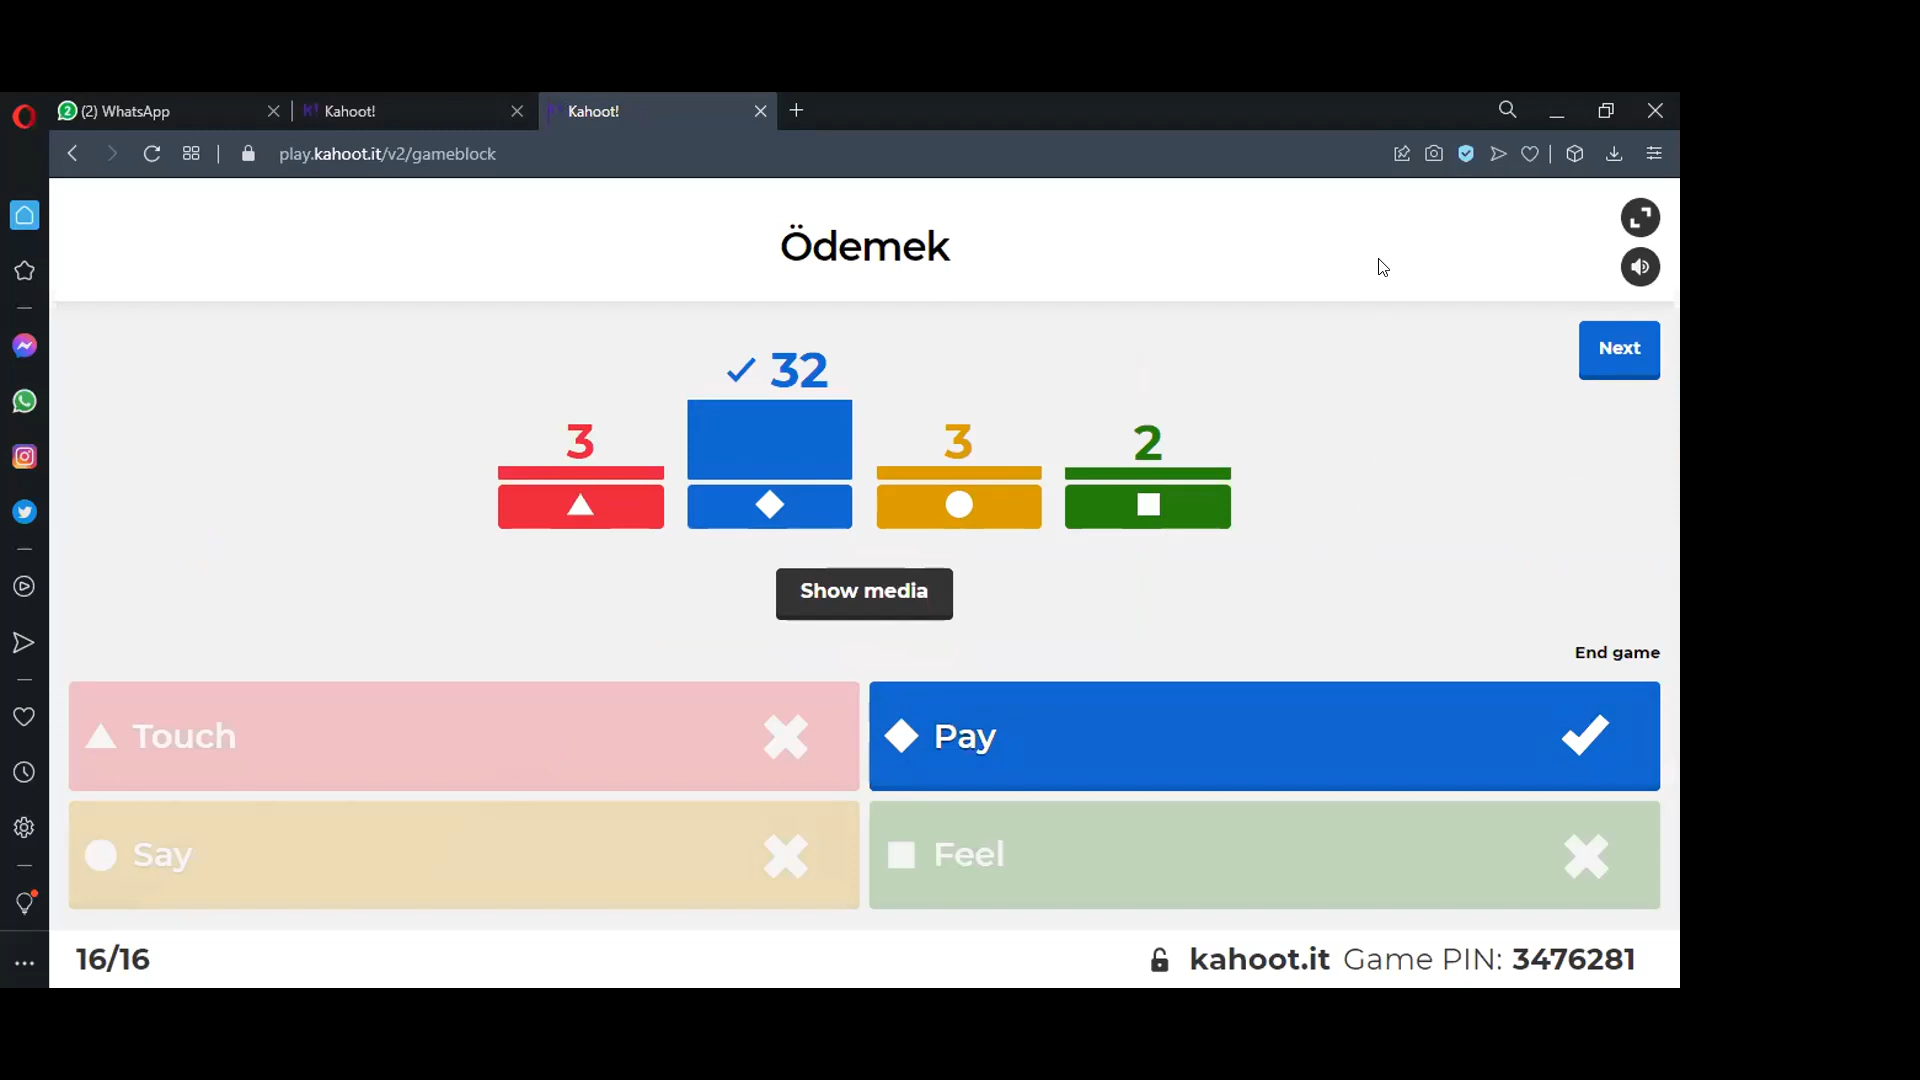 (2) WhatsApp
Kahoot!
Kahoot!
play.kahoot.it/v2/gameblock
Ödemek
Next
3
32
3
2
Show media
End game
Touch
Pay
Say
Feel
16/16
kahoot.it Game PIN: 3476281